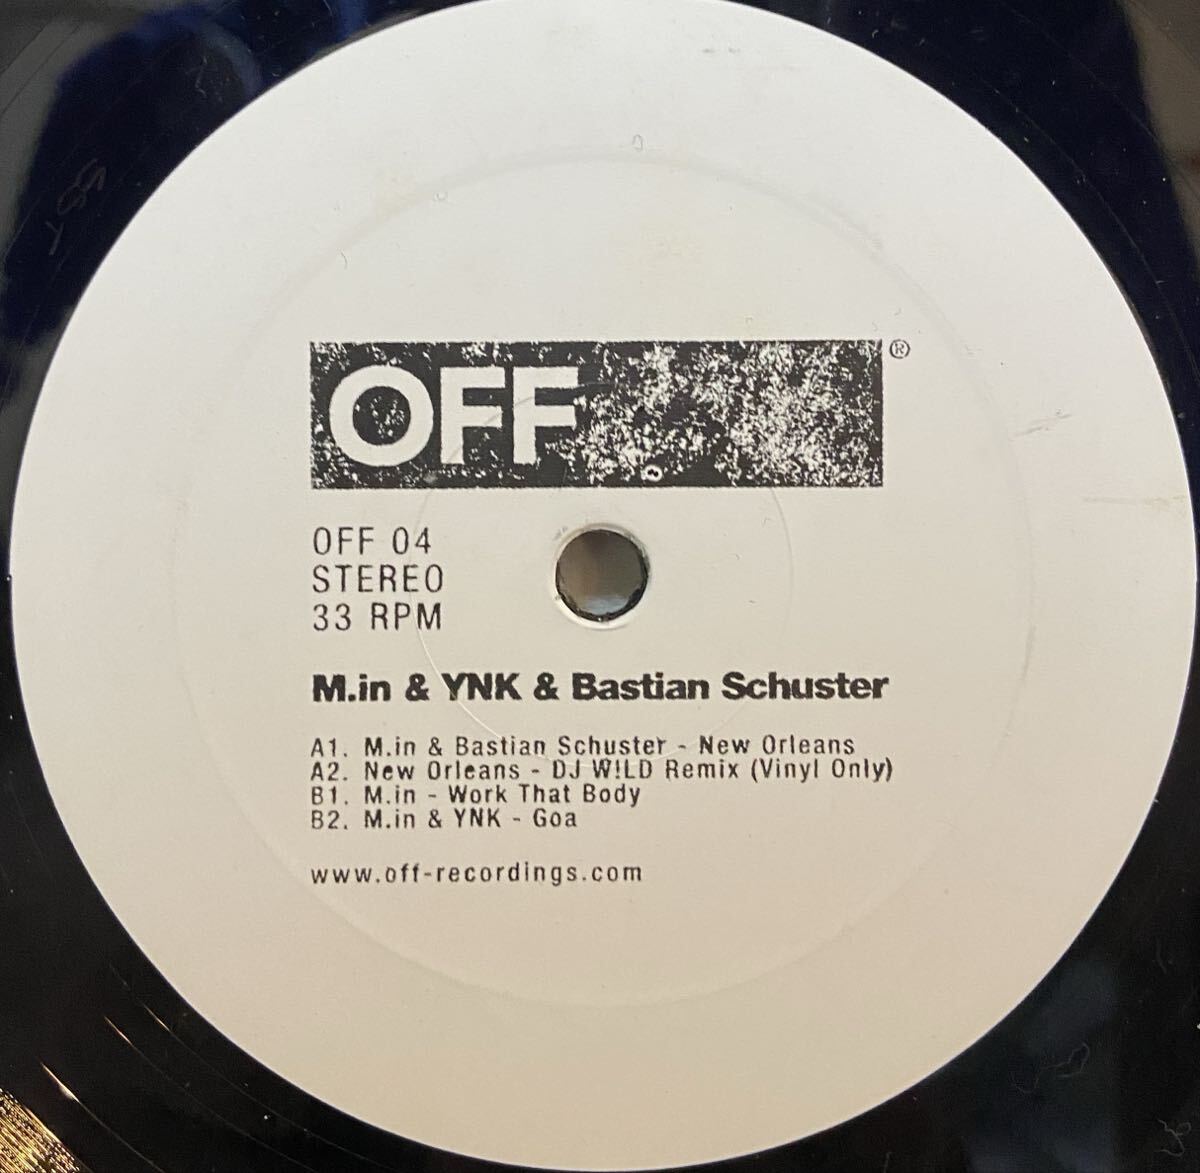 OFF ®
OFF 04
STEREO
33 RPM
M.in & YNK & Bastian Schuster
A1. M.in & Bastian Schuster - New Orleans
A2. New Orleans - DJ W!LD Remix (Vinyl Only)
B1. M.in - Work That Body
B2. M.in & YNK - Goa
www.off-recordings.com